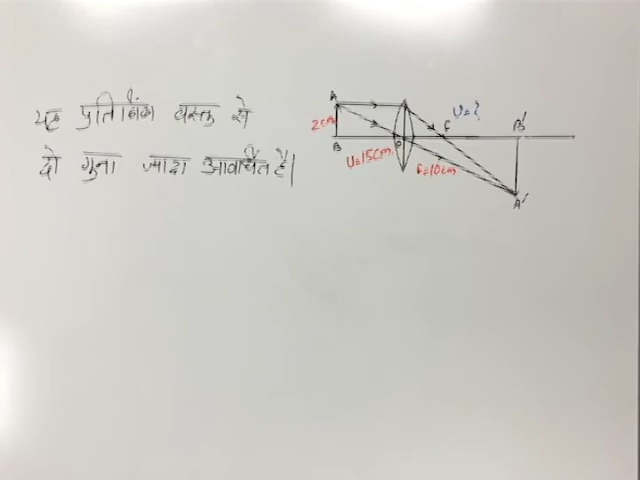 यह प्रतिबिंब वस्तु से
दो गुना ज्यादा आवर्धित है।
A
2cm
B
U=15cm
O
F
f=10cm
V=?
B'
A'